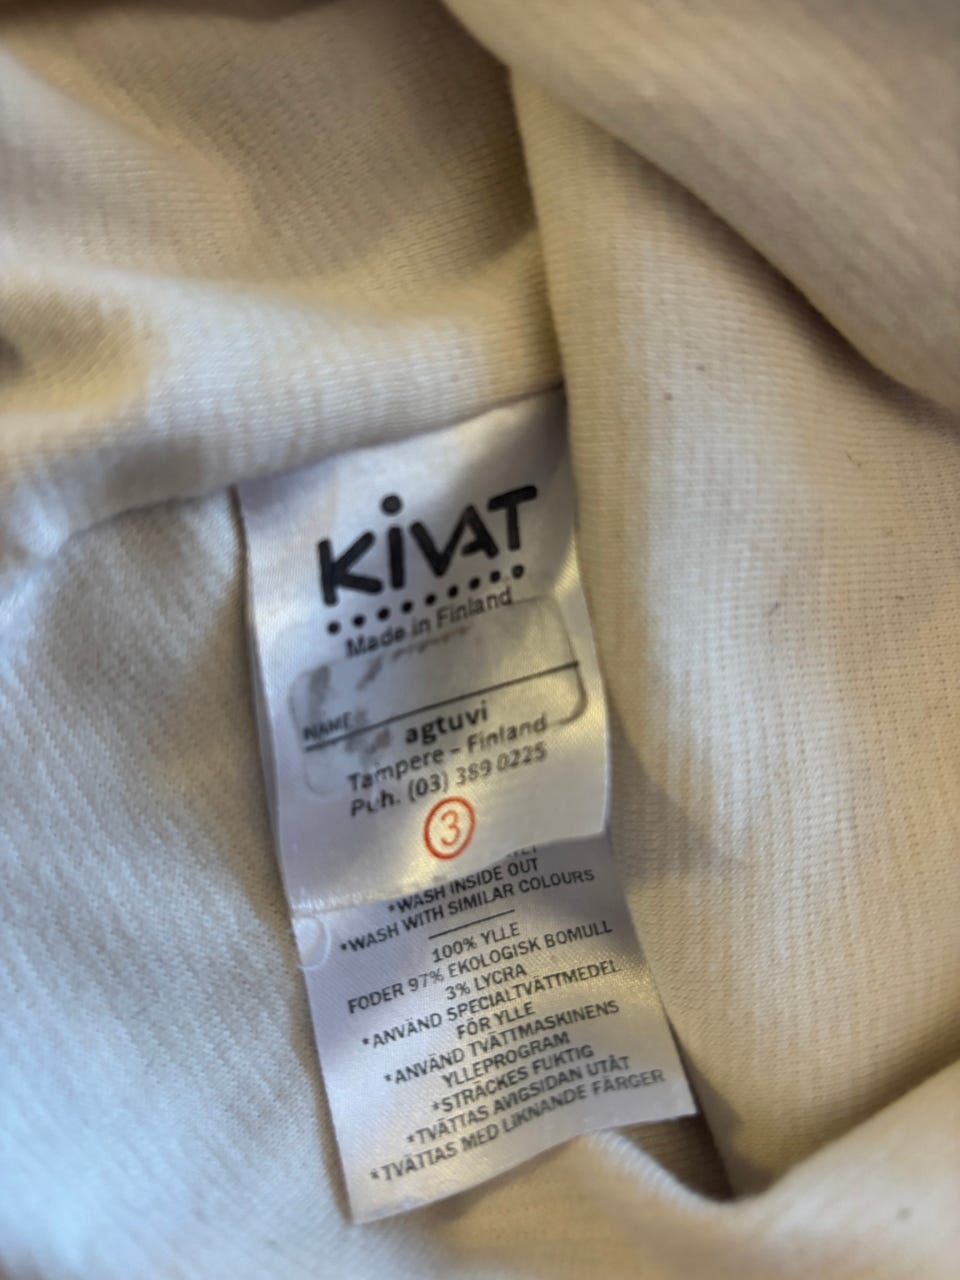 KiVAT
Made in Finland
NAME
agtuvi
Tampere - Finland
Puh. (03) 389 0225
3
*WASH INSIDE OUT
*WASH WITH SIMILAR COLOURS
100% YLLE
FODER 97% EKOLOGISK BOMULL
3% LYCRA
*ANVÄND SPECIALTVÄTTMEDEL
FÖR YLLE
*ANVÄND TVÄTTMASKINENS
YLLEPROGRAM
*STRÄCKES FUKTIG
*TVÄTTAS AVIGSIDAN UTÅT
*TVÄTTAS MED LIKNANDE FÄRGER